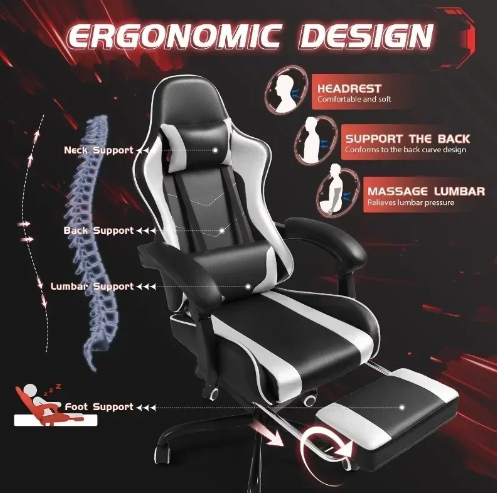 ERGONOMIC DESIGN
HEADREST
Comfortable and soft
SUPPORT THE BACK
Conforms to the back curve design
MASSAGE LUMBAR
Relieves lumbar pressure
Neck Support
Back Support
Lumbar Support
z z Z
Foot Support